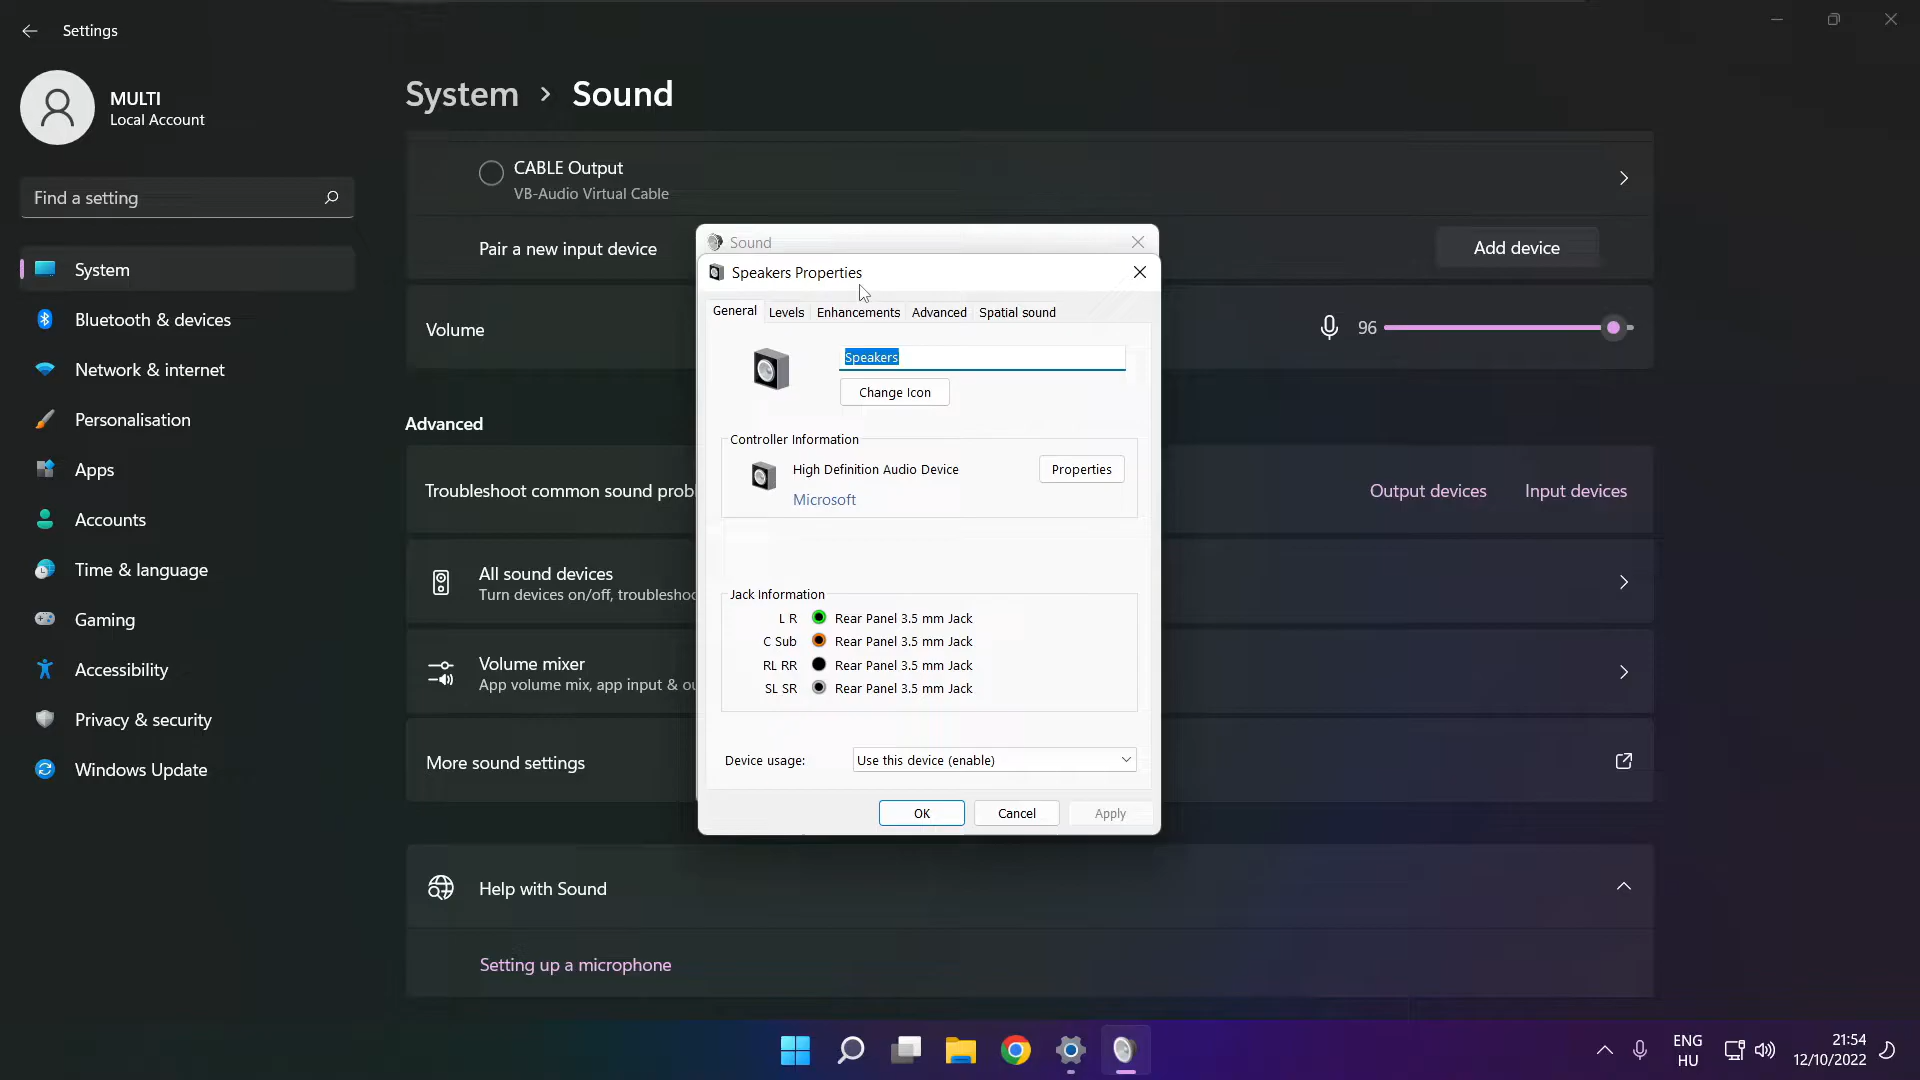 Settings
MULTI
Local Account
Find a setting
System
Bluetooth & devices
Network & internet
Personalisation
Apps
Accounts
Time & language
Gaming
Accessibility
Privacy & security
Windows Update
System › Sound
CABLE Output
VB-Audio Virtual Cable
Pair a new input device
Add device
Volume
96
Advanced
Troubleshoot common sound prob
Output devices
Input devices
All sound devices
Turn devices on/off, troubleshoo
Volume mixer
App volume mix, app input & ou
More sound settings
Help with Sound
Setting up a microphone
Sound
Speakers Properties
General Levels Enhancements Advanced Spatial sound
Speakers
Change Icon
Controller Information
High Definition Audio Device
Properties
Microsoft
Jack Information
L R Rear Panel 3.5 mm Jack
C Sub Rear Panel 3.5 mm Jack
RL RR Rear Panel 3.5 mm Jack
SL SR Rear Panel 3.5 mm Jack
Device usage: Use this device (enable)
OK Cancel Apply
ENG
HU
21:54
12/10/2022